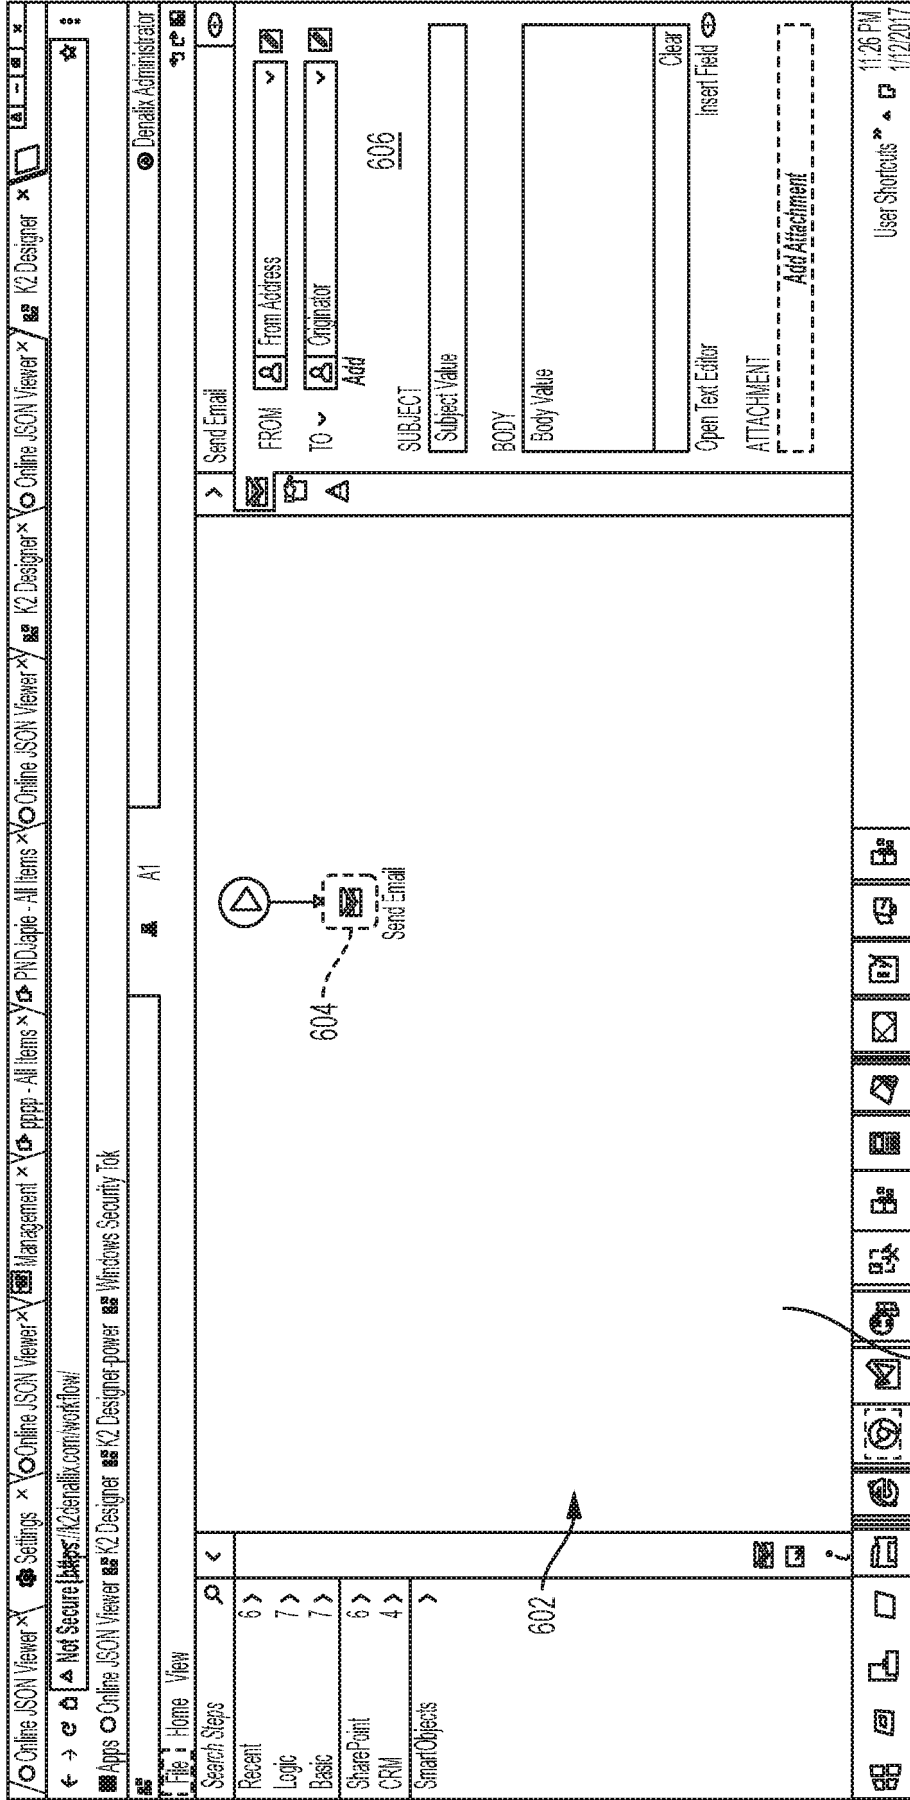 Online JSON Viewer × Settings × Online JSON Viewer × Management × pppp - All Items × PNDJapie - All Items × Online JSON Viewer × K2 Designer × Online JSON Viewer × K2 Designer ×
Not Secure https://k2denallix.com/workflow/
Apps Online JSON Viewer K2 Designer K2 Designer-power Windows Security Tok
A1 Denallix Administrator
File Home View
Search Steps
Recent 6 >
Logic 7 >
Basic 7 >
SharePoint 6 >
CRM 4 >
SmartObjects >
602
604
Send Email
Send Email
FROM From Address
TO Originator
Add
606
SUBJECT
Subject Value
BODY
Body Value
Clear
Open Text Editor Insert Field
ATTACHMENT
Add Attachment
User Shortcuts »
11:26 PM
1/12/2017